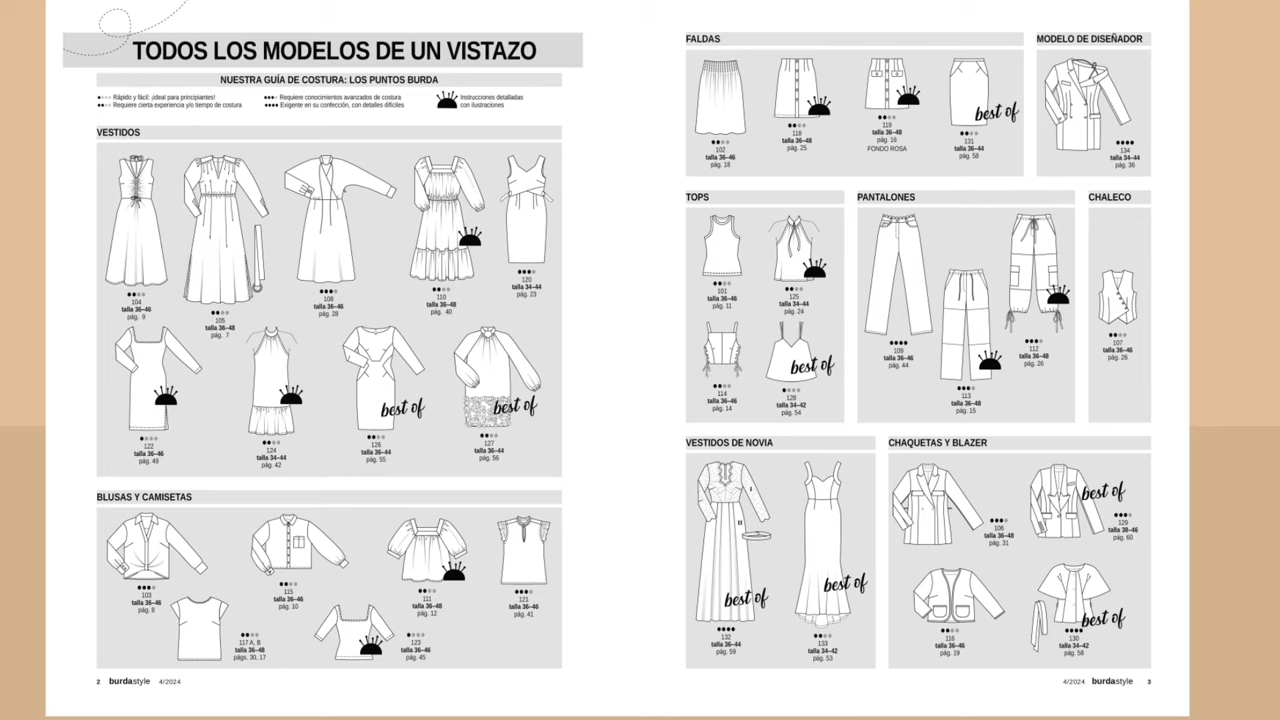 TODOS LOS MODELOS DE UN VISTAZO
NUESTRA GUÍA DE COSTURA: LOS PUNTOS BURDA
Rápido y fácil: ¡ideal para principiantes!
Requiere cierta experiencia y/o tiempo de costura
Requiere conocimientos avanzados de costura
Exigente en su confección, con detalles difíciles
Instrucciones detalladas
con ilustraciones
VESTIDOS
104
talla 36–46
pág. 9
105
talla 36–48
pág. 7
108
talla 36–46
pág. 28
110
talla 36–48
pág. 40
120
talla 34–44
pág. 23
122
talla 36–46
pág. 49
124
talla 34–44
pág. 42
best of
126
talla 36–44
pág. 55
best of
127
talla 36–44
pág. 56
BLUSAS Y CAMISETAS
103
talla 36–46
pág. 8
115
talla 36–46
pág. 10
111
talla 36–48
pág. 12
121
talla 36–46
pág. 41
117 A, B
talla 36–48
págs. 30, 17
123
talla 36–46
pág. 45
2 burdastyle 4/2024
FALDAS
102
talla 36–46
pág. 18
118
talla 36–48
pág. 25
119
talla 36–48
pág. 16
FONDO ROSA
best of
131
talla 36–44
pág. 58
MODELO DE DISEÑADOR
134
talla 34–44
pág. 36
TOPS
101
talla 36–46
pág. 11
125
talla 34–44
pág. 24
114
talla 36–46
pág. 14
best of
128
talla 34–42
pág. 54
PANTALONES
109
talla 36–46
pág. 44
113
talla 36–48
pág. 15
112
talla 36–48
pág. 26
CHALECO
107
talla 36–46
pág. 26
VESTIDOS DE NOVIA
best of
132
talla 36–44
pág. 59
best of
133
talla 34–42
pág. 53
CHAQUETAS Y BLAZER
106
talla 36–48
pág. 31
best of
129
talla 38–46
pág. 60
116
talla 36–46
pág. 19
best of
130
talla 34–42
pág. 58
4/2024 burdastyle 3